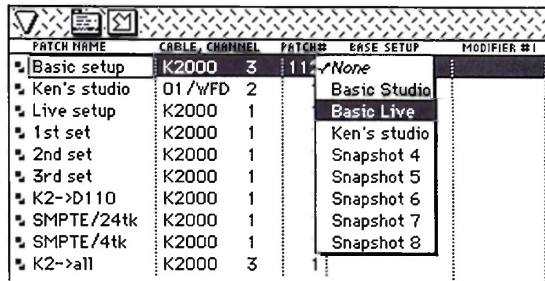 PATCH NAME CABLE, CHANNEL PATCH# BASE SETUP MODIFIER #1
Basic setup K2000 3 112 ✓None
Ken's studio 01/WFD 2 Basic Studio
Live setup K2000 1 Basic Live
1st set K2000 1 Ken's studio
2nd set K2000 1 Snapshot 4
3rd set K2000 1 Snapshot 5
K2->D110 K2000 1 Snapshot 6
SMPTE/24tk K2000 1 Snapshot 7
SMPTE/4tk K2000 1 Snapshot 8
K2->all K2000 3 1